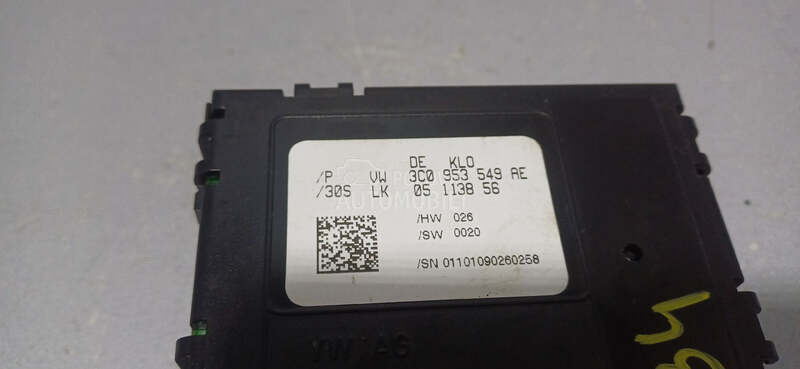 DE KLO
/P VW 3C0 953 549 AE
/30S LK 05 1138 56
/HW 026
/SW 0020
/SN 01101090260258